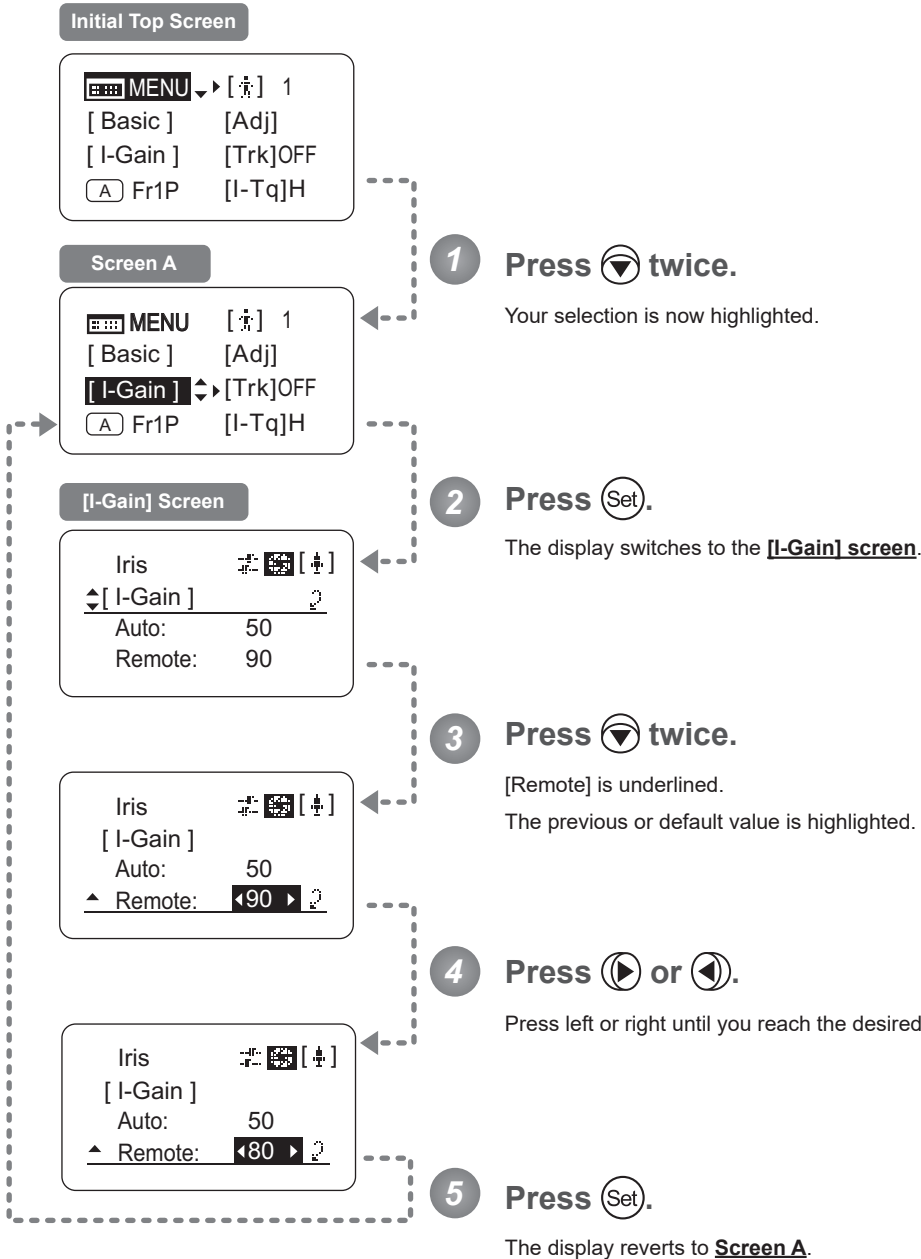 Initial Top Screen
MENU [ ] 1
[ Basic ] [Adj]
[ I-Gain ] [Trk]OFF
A Fr1P [I-Tq]H
Screen A
MENU [ ] 1
[ Basic ] [Adj]
[ I-Gain ] [Trk]OFF
A Fr1P [I-Tq]H
1 Press twice.
Your selection is now highlighted.
[I-Gain] Screen
Iris [ ]
[ I-Gain ]
Auto: 50
Remote: 90
2 Press Set.
The display switches to the [I-Gain] screen.
Iris [ ]
[ I-Gain ]
Auto: 50
Remote: 90
3 Press twice.
[Remote] is underlined.
The previous or default value is highlighted.
Iris [ ]
[ I-Gain ]
Auto: 50
Remote: 80
4 Press or .
Press left or right until you reach the desired
5 Press Set.
The display reverts to Screen A.